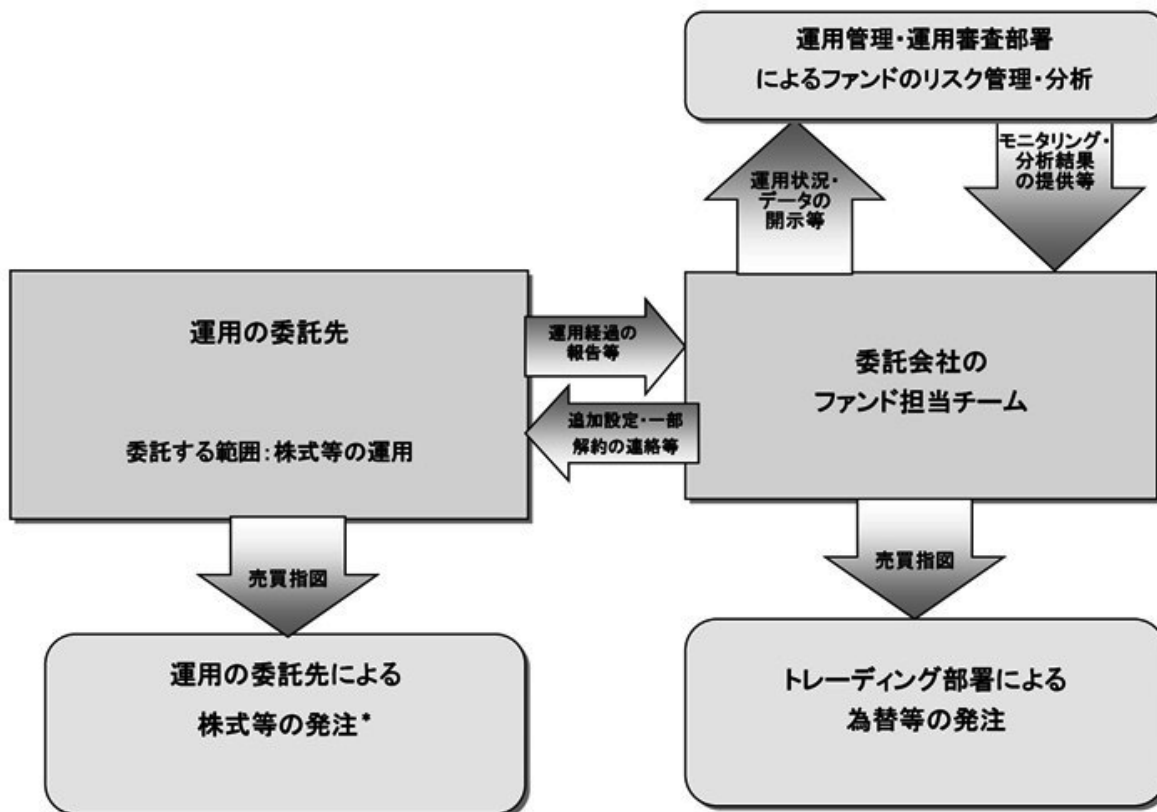 運用管理・運用審査部署
によるファンドのリスク管理・分析
運用状況・
データの
開示等
モニタリング・
分析結果
の提供等
運用の委託先
委託する範囲：株式等の運用
運用経過の
報告等
追加設定・一部
解約の連絡等
委託会社の
ファンド担当チーム
売買指図
売買指図
運用の委託先による
株式等の発注*
トレーディング部署による
為替等の発注